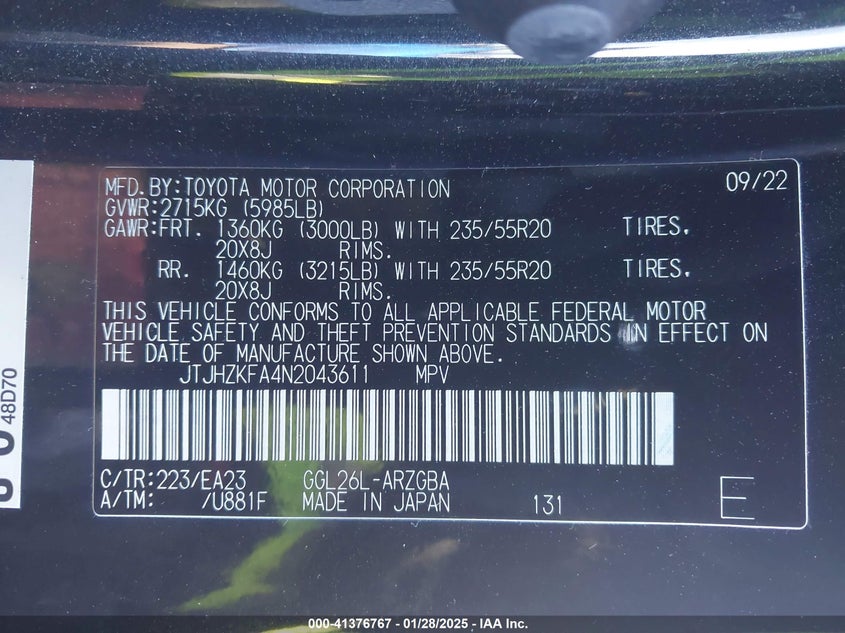 MFD. BY: TOYOTA MOTOR CORPORATION 09/22
GVWR: 2715KG (5985LB)
GAWR: FRT. 1360KG (3000LB) WITH 235/55R20 TIRES.
20X8J RIMS.
RR. 1460KG (3215LB) WITH 235/55R20 TIRES.
20X8J RIMS.
THIS VEHICLE CONFORMS TO ALL APPLICABLE FEDERAL MOTOR
VEHICLE SAFETY AND THEFT PREVENTION STANDARDS IN EFFECT ON
THE DATE OF MANUFACTURE SHOWN ABOVE.
JTJHZKFA4N2043611 MPV
C/TR: 223/EA23 GGL26L-ARZGBA
A/TM: /U881F MADE IN JAPAN 131 E
48D70
000-41376767 / 01/28/2025 - IAA Inc.